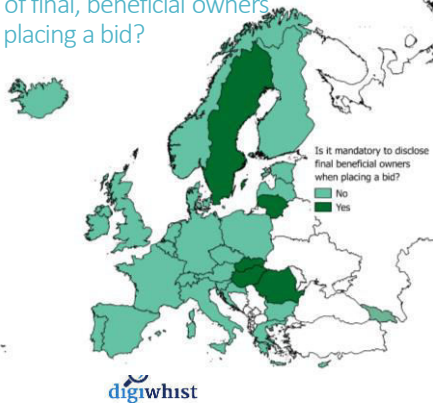 of final, beneficial owners
placing a bid?
Is it mandatory to disclose
final beneficial owners
when placing a bid?
No
Yes
digiwhist